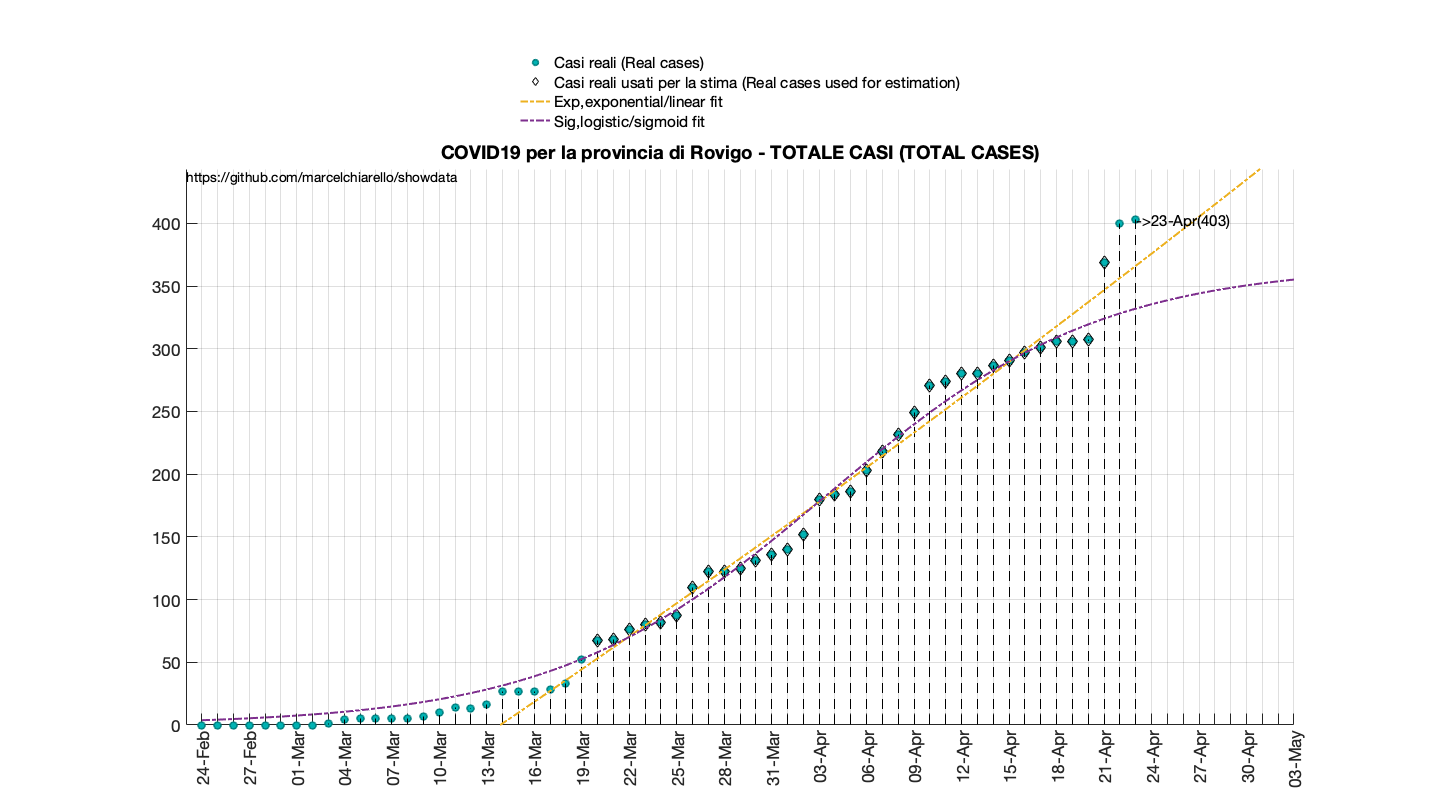 Casi reali (Real cases)
Casi reali usati per la stima (Real cases used for estimation)
Exp,exponential/linear fit
Sig,logistic/sigmoid fit
COVID19 per la provincia di Rovigo - TOTALE CASI (TOTAL CASES)
https://github.com/marcelchiarello/showdata
400
->23-Apr(403)
350
300
250
200
150
100
50
0
24-Feb
27-Feb
01-Mar
04-Mar
07-Mar
10-Mar
13-Mar
16-Mar
19-Mar
22-Mar
25-Mar
28-Mar
31-Mar
03-Apr
06-Apr
09-Apr
12-Apr
15-Apr
18-Apr
21-Apr
24-Apr
27-Apr
30-Apr
03-May